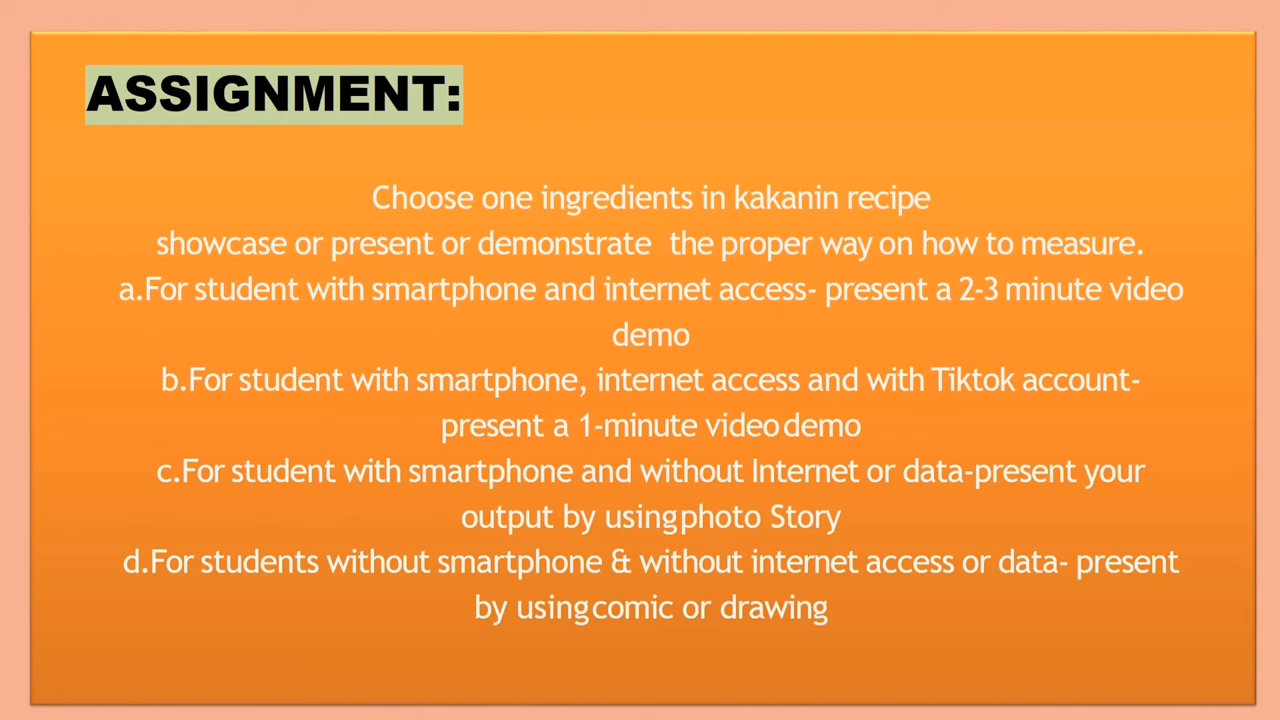 ASSIGNMENT:
Choose one ingredients in kakanin recipe
showcase or present or demonstrate the proper way on how to measure.
a.For student with smartphone and internet access- present a 2-3 minute video
demo
b.For student with smartphone, internet access and with Tiktok account-
present a 1-minute video demo
c.For student with smartphone and without Internet or data-present your
output by using photo Story
d.For students without smartphone & without internet access or data- present
by using comic or drawing